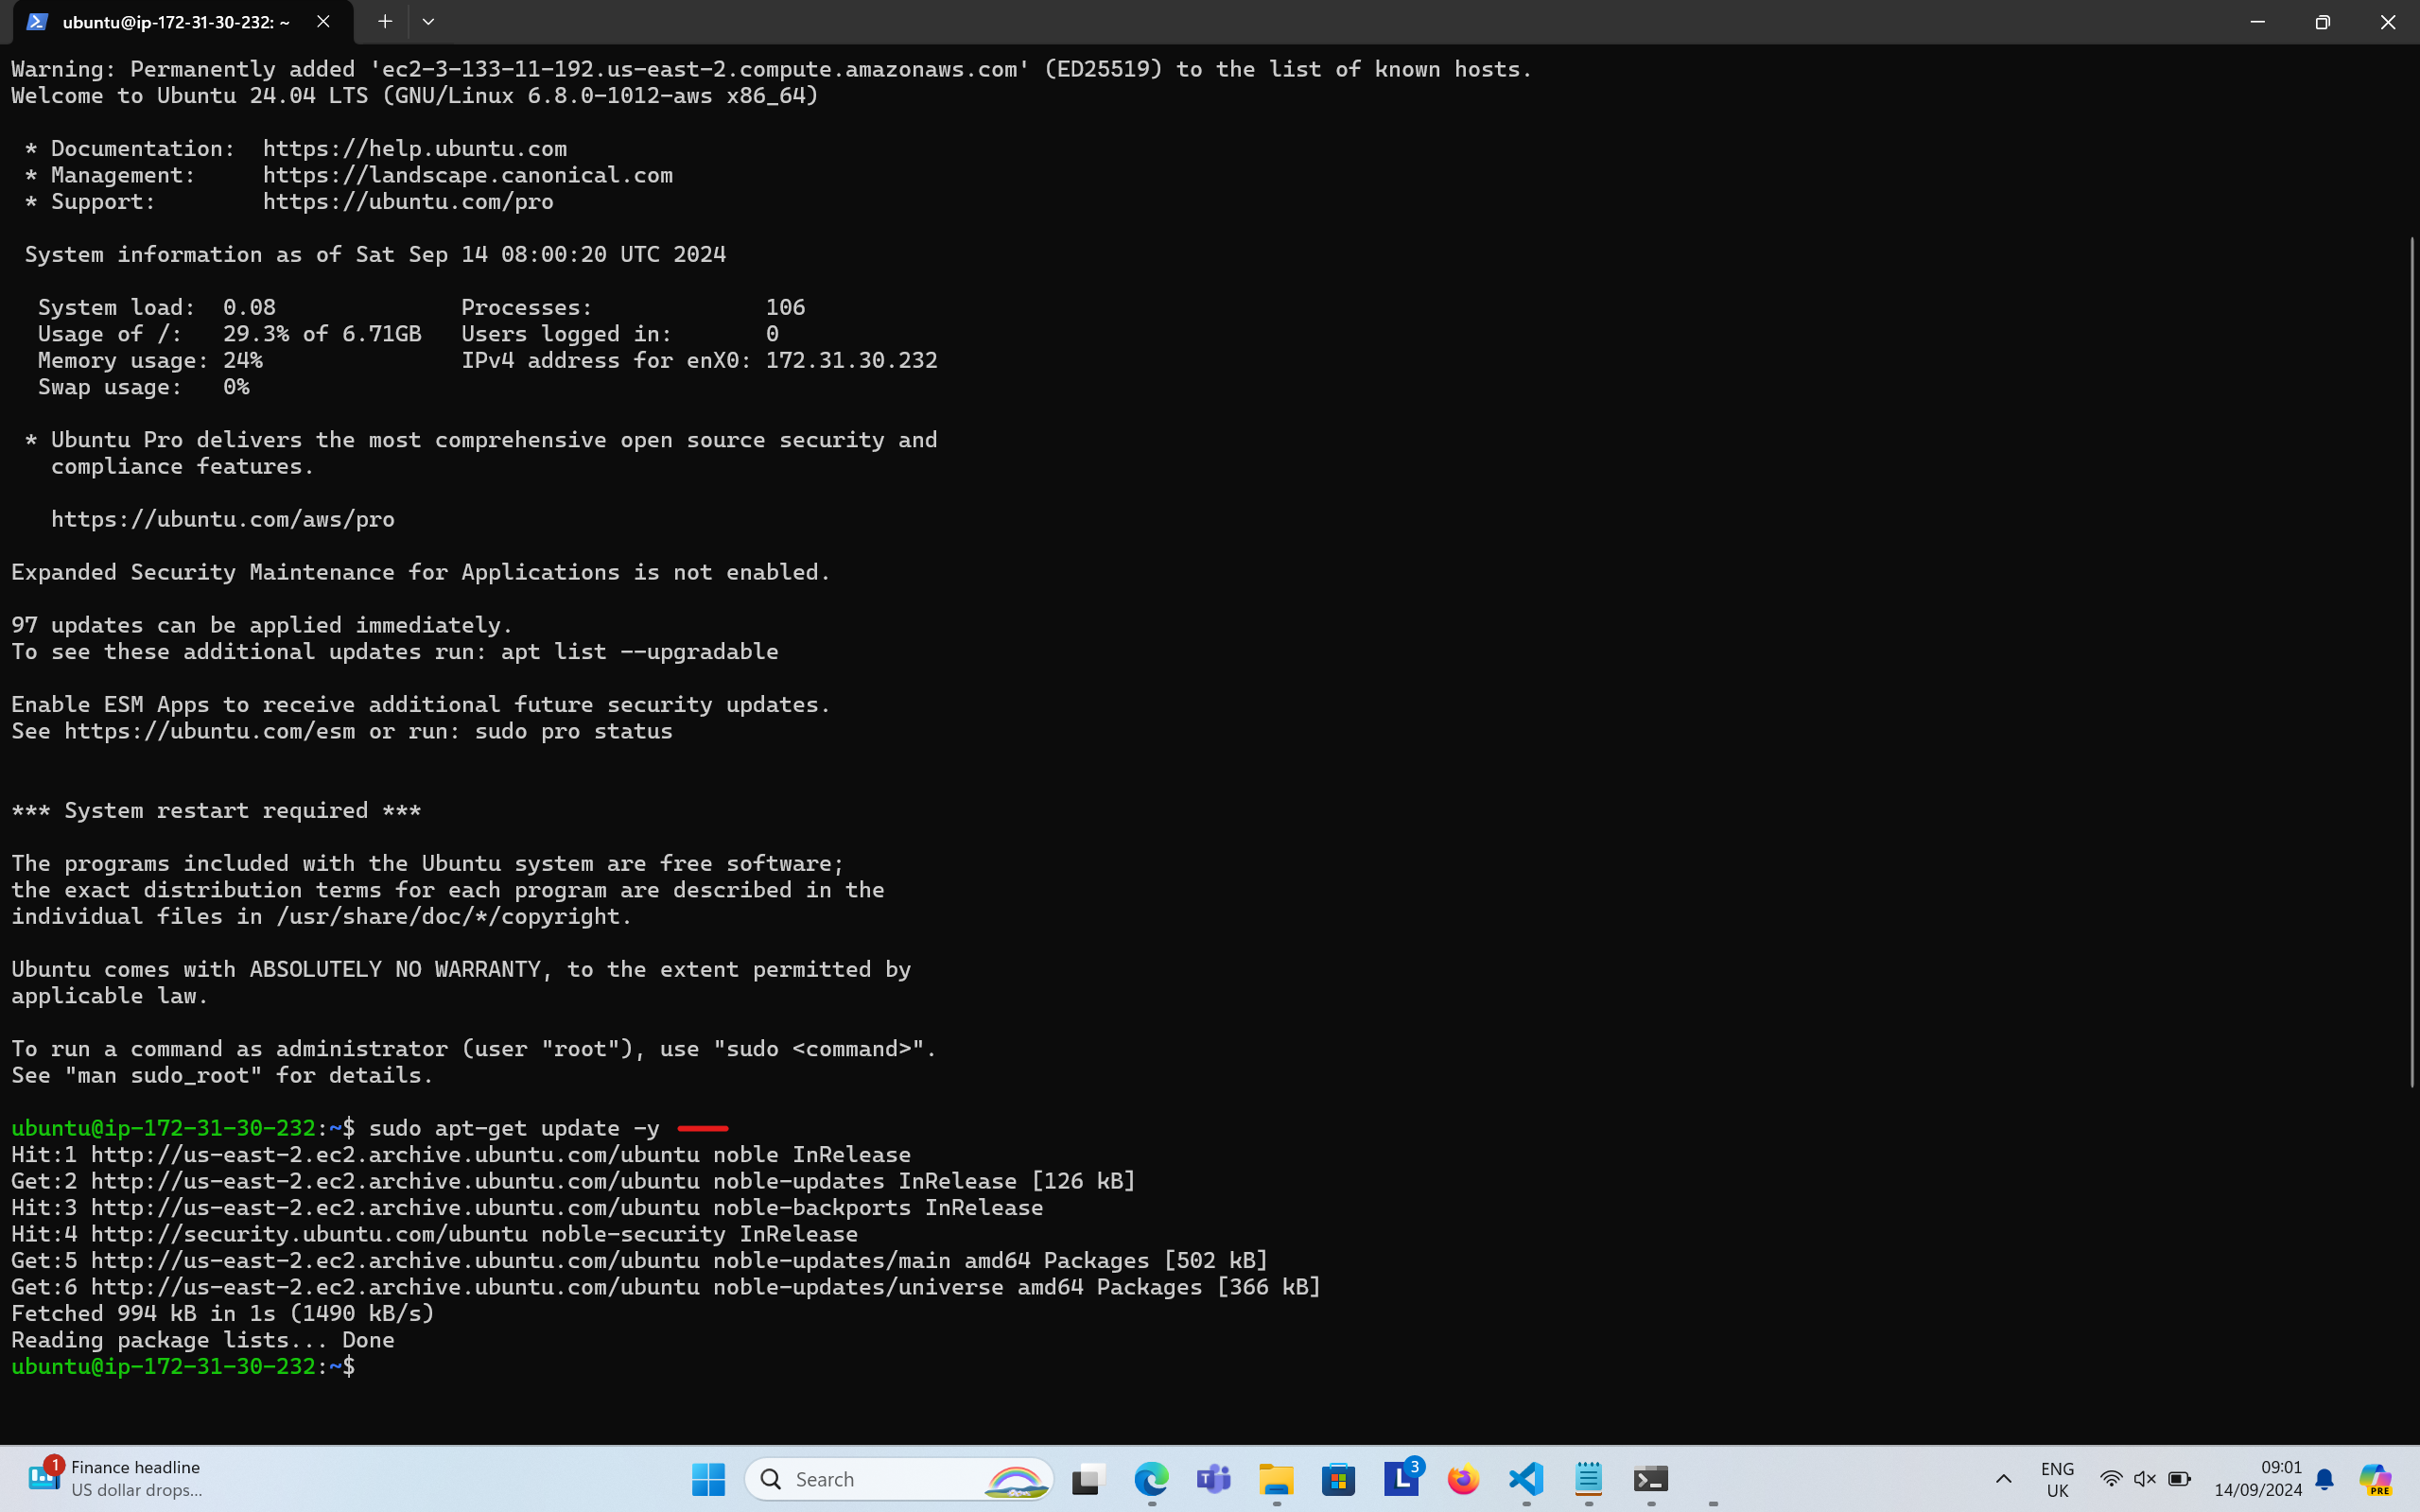 ubuntu@ip-172-31-30-232: ~
Warning: Permanently added 'ec2-3-133-11-192.us-east-2.compute.amazonaws.com' (ED25519) to the list of known hosts.
Welcome to Ubuntu 24.04 LTS (GNU/Linux 6.8.0-1012-aws x86_64)
* Documentation:  https://help.ubuntu.com
* Management:     https://landscape.canonical.com
* Support:        https://ubuntu.com/pro
System information as of Sat Sep 14 08:00:20 UTC 2024
System load:  0.08              Processes:             106
Usage of /:   29.3% of 6.71GB   Users logged in:       0
Memory usage: 24%               IPv4 address for enX0: 172.31.30.232
Swap usage:   0%
* Ubuntu Pro delivers the most comprehensive open source security and
compliance features.
https://ubuntu.com/aws/pro
Expanded Security Maintenance for Applications is not enabled.
97 updates can be applied immediately.
To see these additional updates run: apt list --upgradable
Enable ESM Apps to receive additional future security updates.
See https://ubuntu.com/esm or run: sudo pro status
*** System restart required ***
The programs included with the Ubuntu system are free software;
the exact distribution terms for each program are described in the
individual files in /usr/share/doc/*/copyright.
Ubuntu comes with ABSOLUTELY NO WARRANTY, to the extent permitted by
applicable law.
To run a command as administrator (user "root"), use "sudo <command>".
See "man sudo_root" for details.
ubuntu@ip-172-31-30-232:~$ sudo apt-get update -y
Hit:1 http://us-east-2.ec2.archive.ubuntu.com/ubuntu noble InRelease
Get:2 http://us-east-2.ec2.archive.ubuntu.com/ubuntu noble-updates InRelease [126 kB]
Hit:3 http://us-east-2.ec2.archive.ubuntu.com/ubuntu noble-backports InRelease
Hit:4 http://security.ubuntu.com/ubuntu noble-security InRelease
Get:5 http://us-east-2.ec2.archive.ubuntu.com/ubuntu noble-updates/main amd64 Packages [502 kB]
Get:6 http://us-east-2.ec2.archive.ubuntu.com/ubuntu noble-updates/universe amd64 Packages [366 kB]
Fetched 994 kB in 1s (1490 kB/s)
Reading package lists... Done
ubuntu@ip-172-31-30-232:~$
1
Finance headline
US dollar drops...
Search
T
L
3
ENG
UK
09:01
14/09/2024
PRE